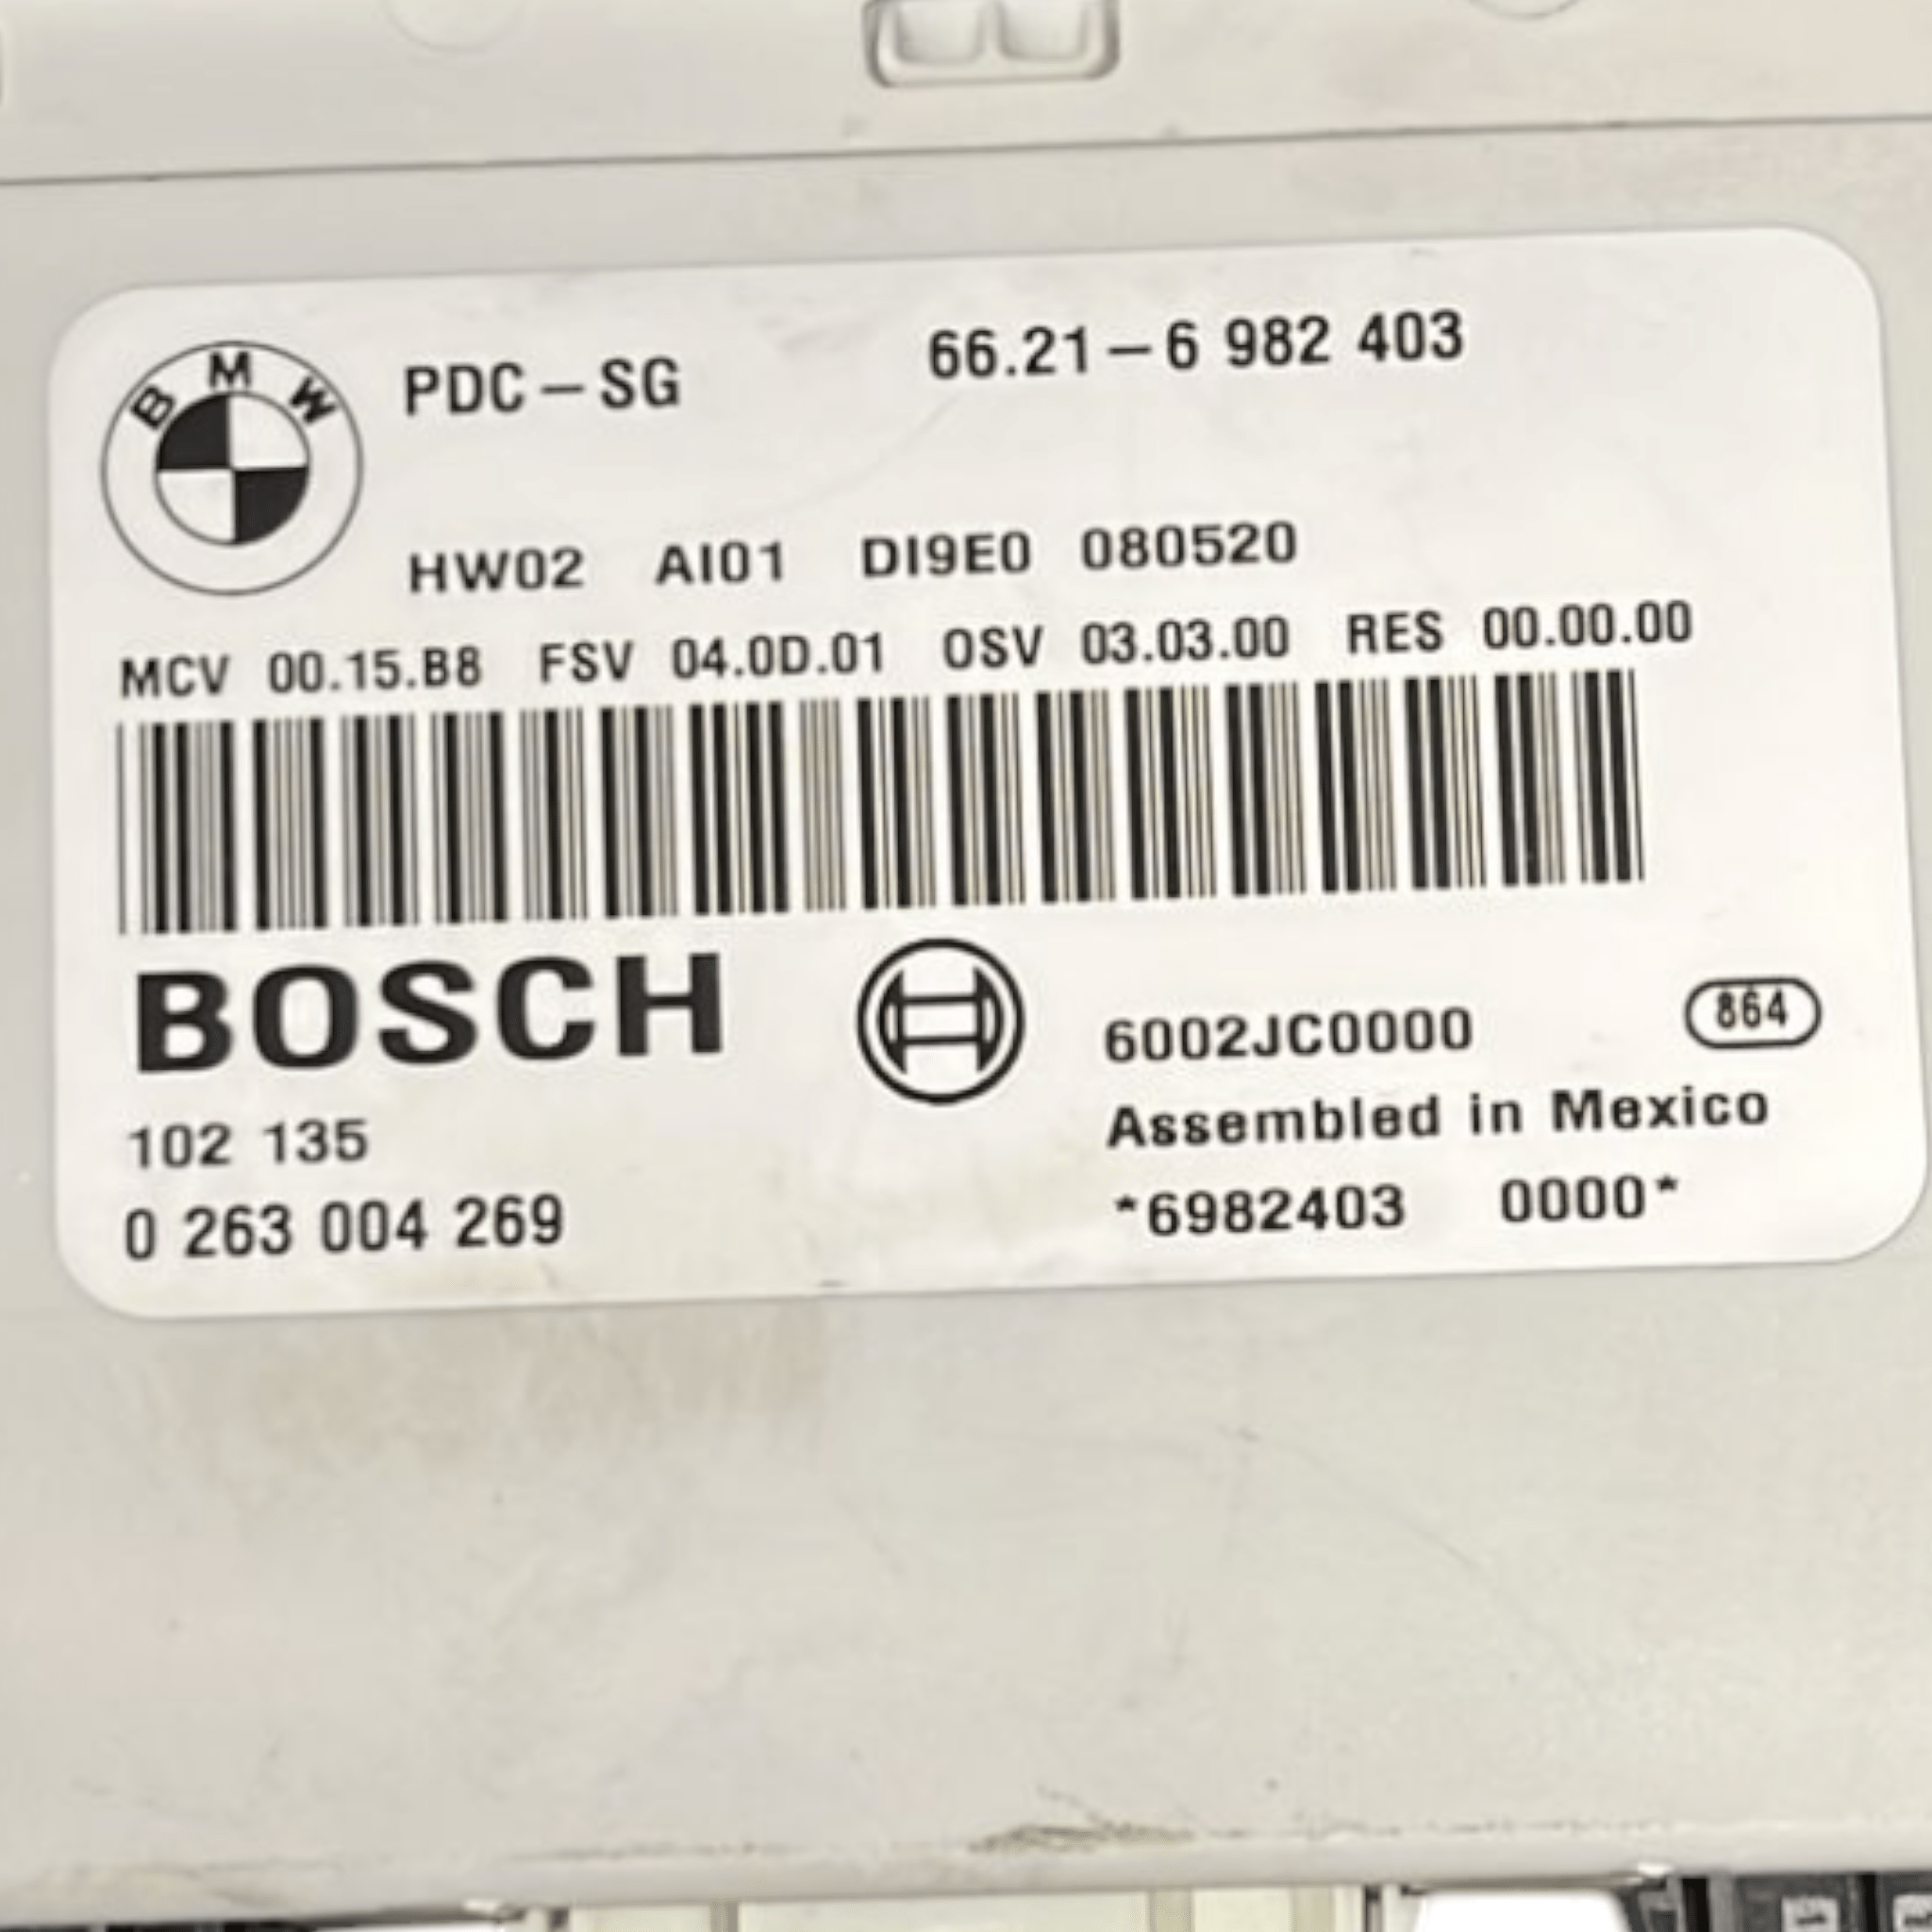 BMW
PDC-SG 66.21-6 982 403
HW02 AI01 DI9E0 080520
MCV 00.15.B8 FSV 04.0D.01 OSV 03.03.00 RES 00.00.00
BOSCH
6002JC0000 864
Assembled in Mexico
102 135
0 263 004 269
*6982403 0000*